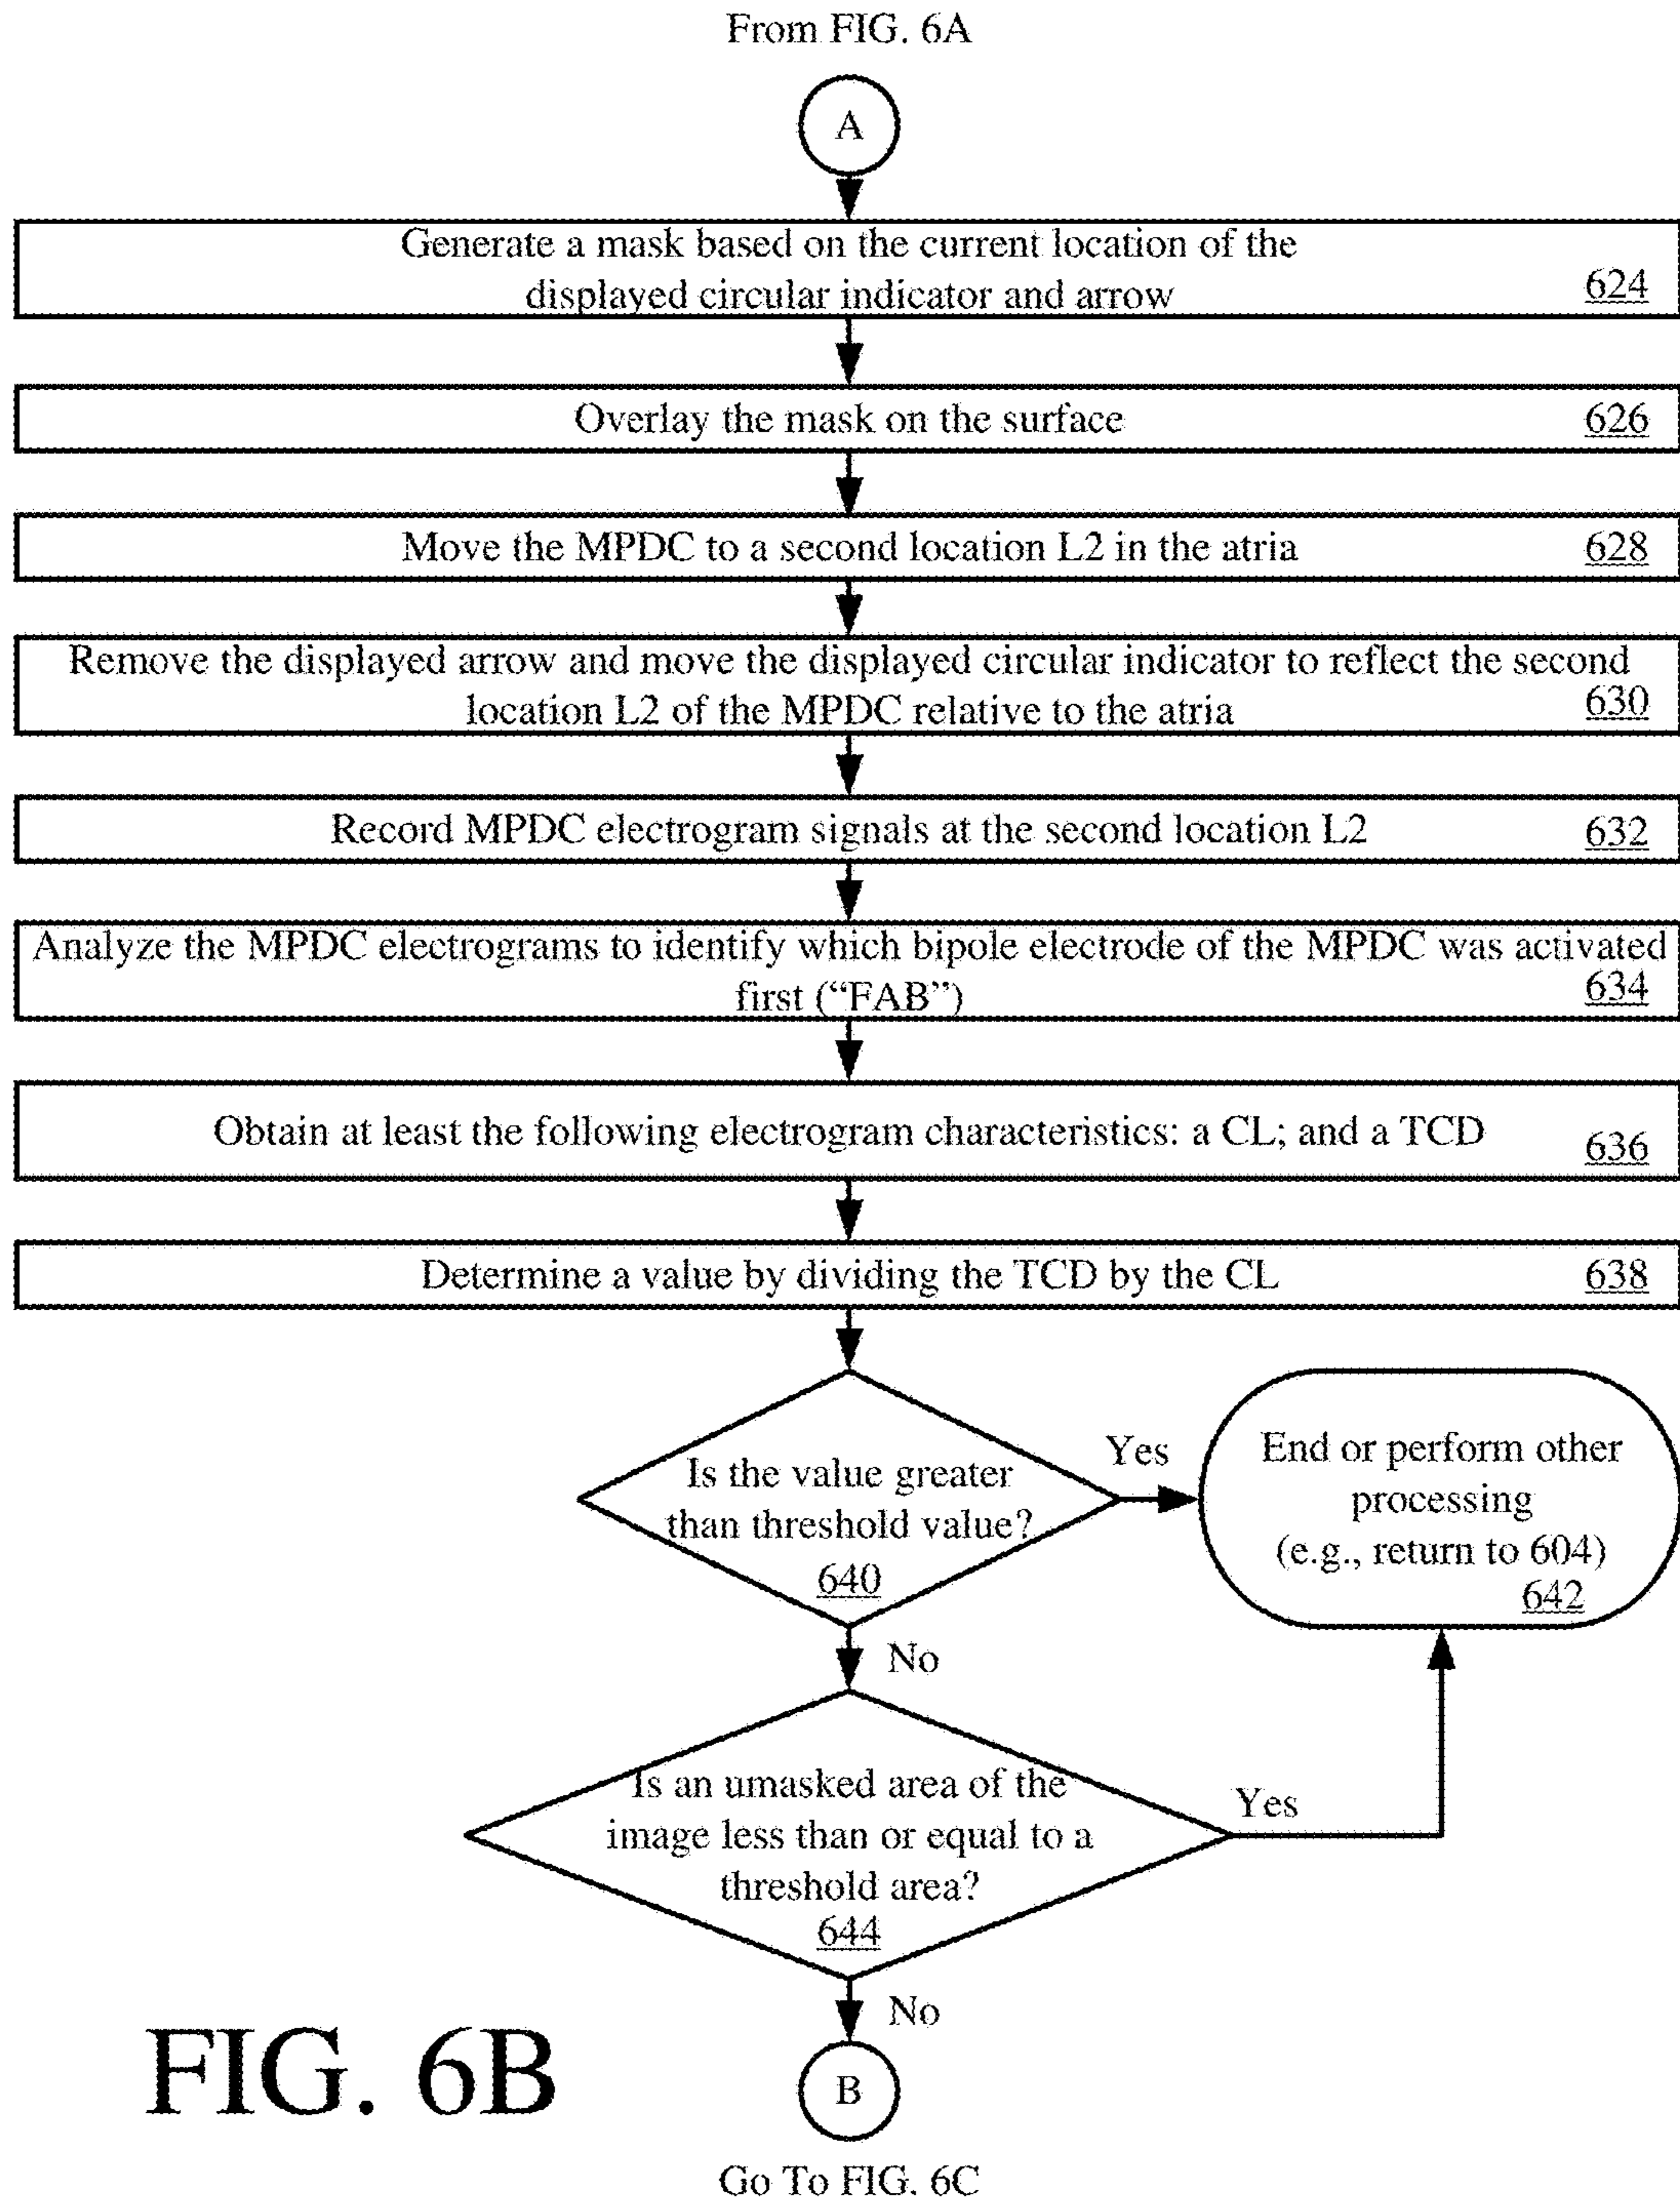 From FIG. 6A
A
Generate a mask based on the current location of the
displayed circular indicator and arrow
624
Overlay the mask on the surface
626
Move the MPDC to a second location L2 in the atria
628
Remove the displayed arrow and move the displayed circular indicator to reflect the second
location L2 of the MPDC relative to the atria
630
Record MPDC electrogram signals at the second location L2
632
Analyze the MPDC electrograms to identify which bipole electrode of the MPDC was activated
first (“FAB”)
634
Obtain at least the following electrogram characteristics: a CL; and a TCD
636
Determine a value by dividing the TCD by the CL
638
Is the value greater
than threshold value?
640
Yes
End or perform other
processing
(e.g., return to 604)
642
No
Is an umasked area of the
image less than or equal to a
threshold area?
644
Yes
No
B
Go To FIG. 6C
FIG. 6B